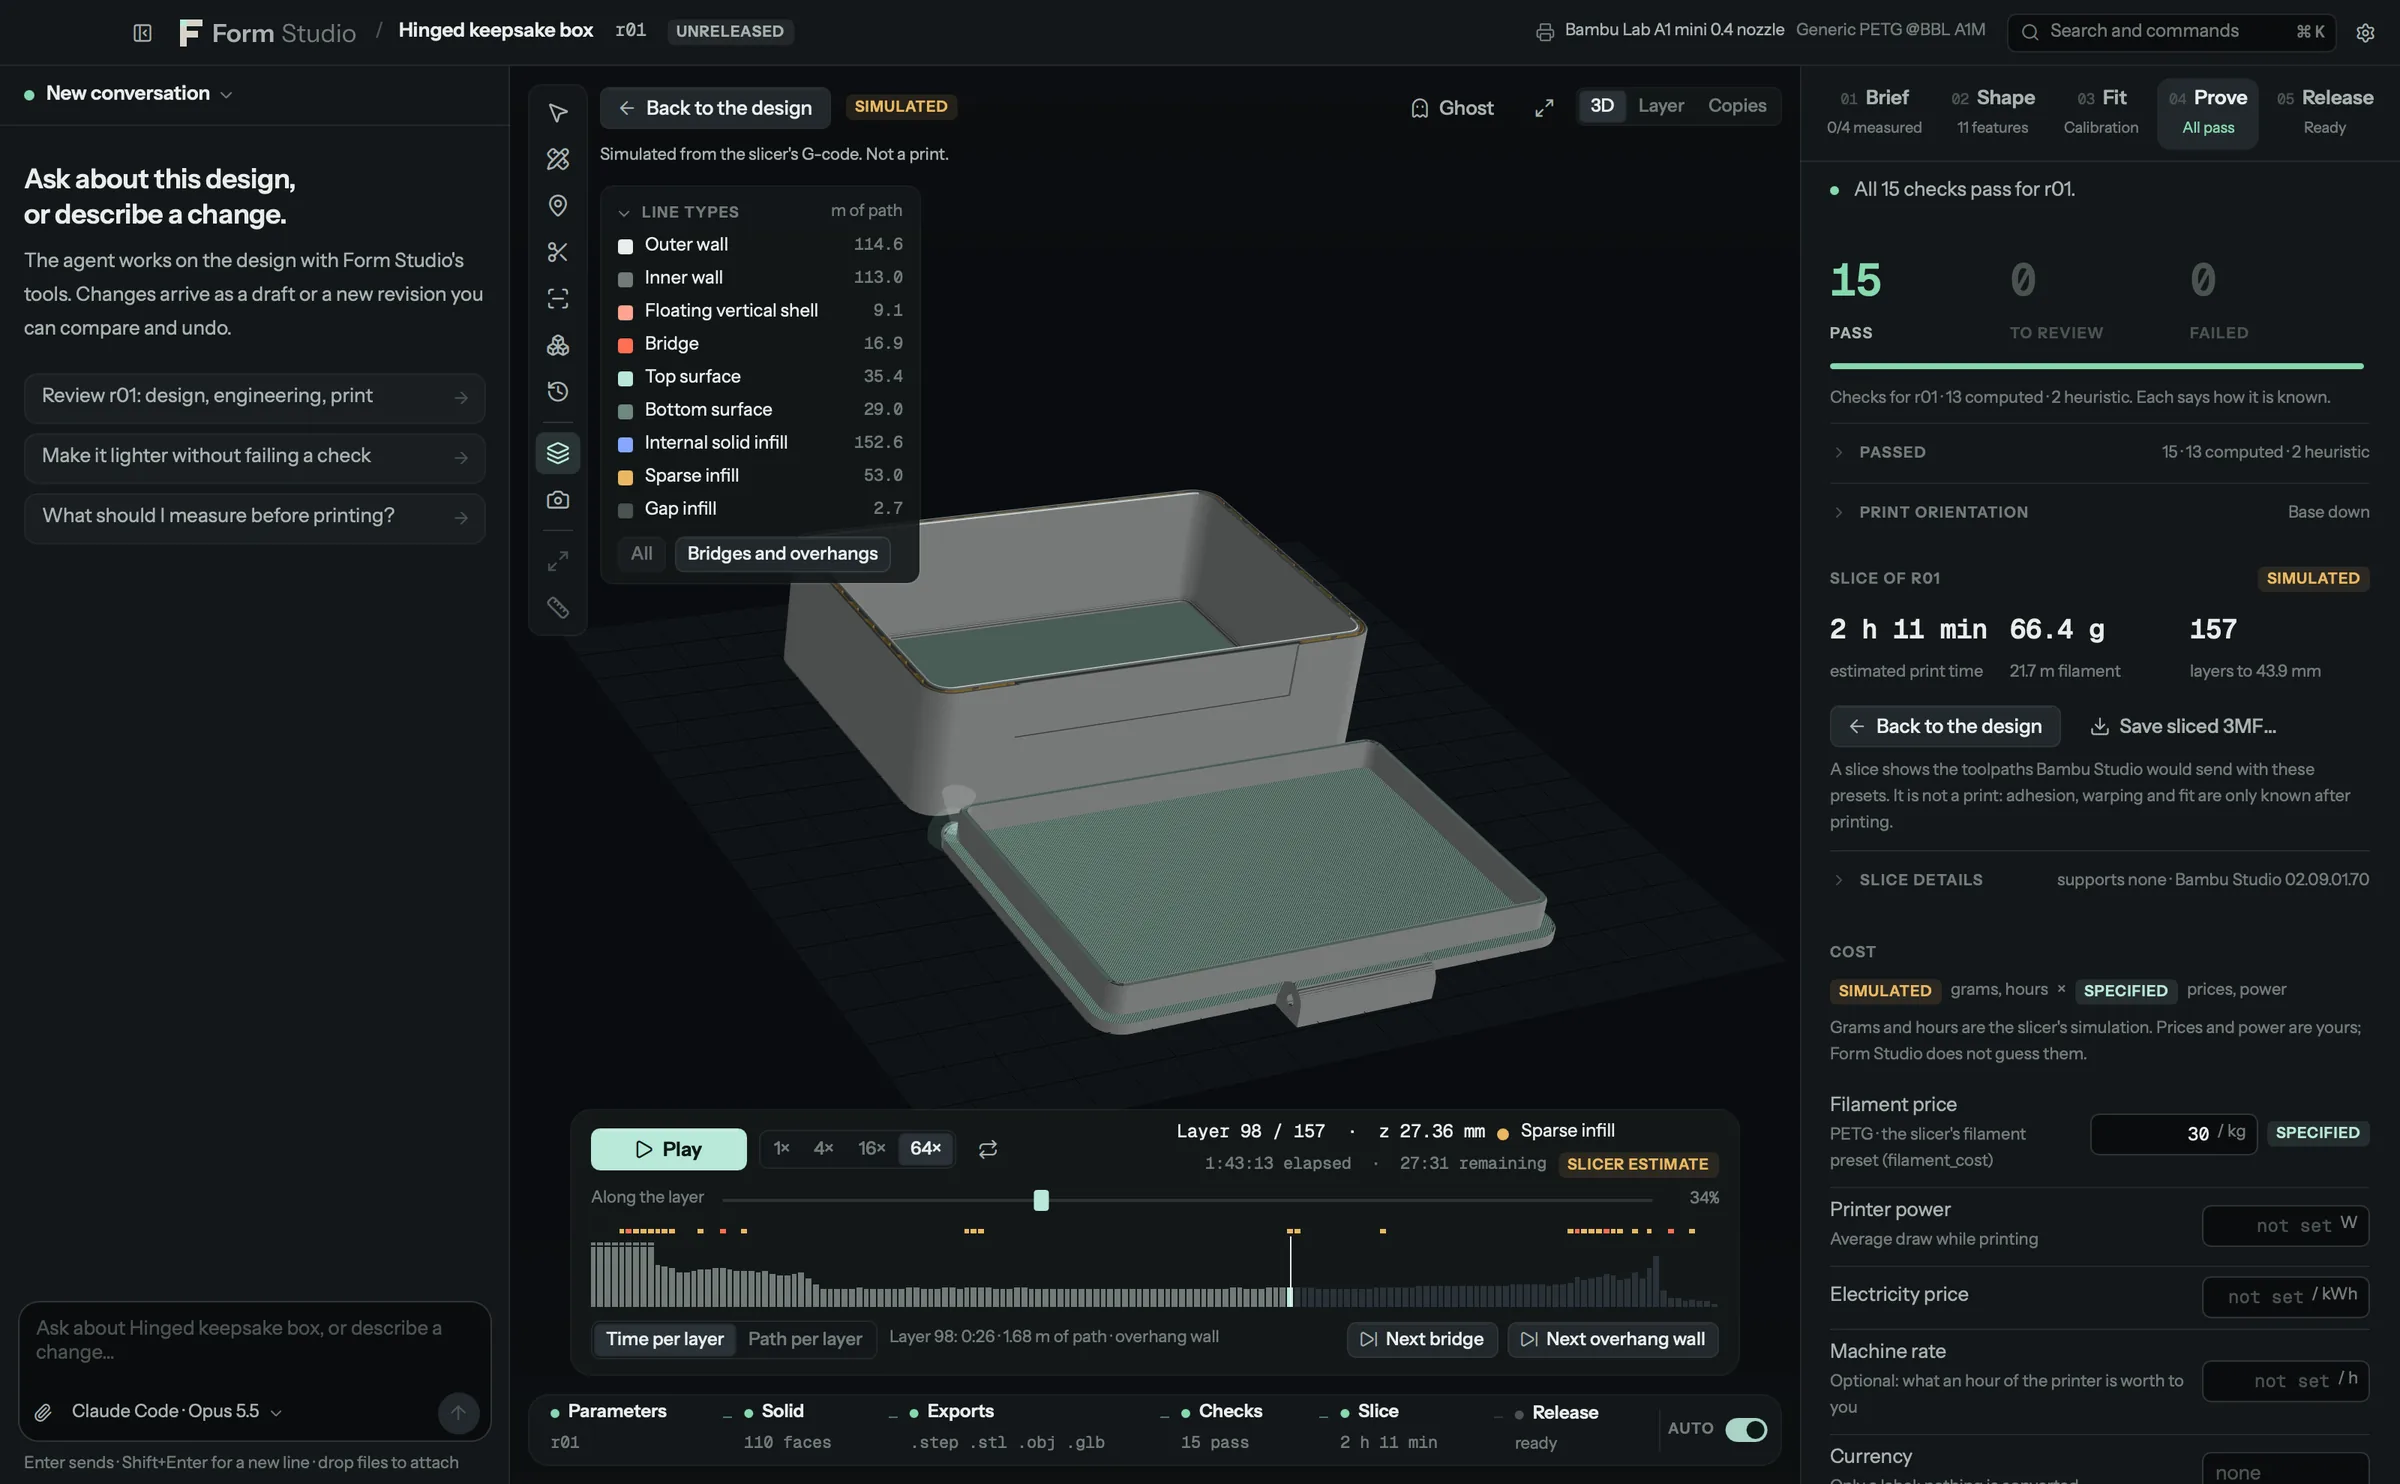 Form Studio / Hinged keepsake box r01 UNRELEASED
Bambu Lab A1 mini 0.4 nozzle Generic PETG @BBL A1M
Search and commands ⌘ K
New conversation
Ask about this design,
or describe a change.
The agent works on the design with Form Studio's
tools. Changes arrive as a draft or a new revision you
can compare and undo.
Review r01: design, engineering, print
Make it lighter without failing a check
What should I measure before printing?
Ask about Hinged keepsake box, or describe a
change...
Claude Code · Opus 5.5
Enter sends · Shift+Enter for a new line · drop files to attach
Back to the design SIMULATED
Ghost 3D Layer Copies
Simulated from the slicer's G-code. Not a print.
LINE TYPES m of path
Outer wall 114.6
Inner wall 113.0
Floating vertical shell 9.1
Bridge 16.9
Top surface 35.4
Bottom surface 29.0
Internal solid infill 152.6
Sparse infill 53.0
Gap infill 2.7
All Bridges and overhangs
Play 1× 4× 16× 64×
Layer 98 / 157 · z 27.36 mm Sparse infill
1:43:13 elapsed · 27:31 remaining SLICER ESTIMATE
Along the layer 34%
Time per layer Path per layer Layer 98: 0:26 · 1.68 m of path · overhang wall
Next bridge Next overhang wall
Parameters Solid Exports Checks Slice Release
r01 110 faces .step .stl .obj .glb 15 pass 2 h 11 min ready
AUTO
01 Brief 02 Shape 03 Fit 04 Prove 05 Release
0/4 measured 11 features Calibration All pass Ready
All 15 checks pass for r01.
15 0 0
PASS TO REVIEW FAILED
Checks for r01 · 13 computed · 2 heuristic. Each says how it is known.
PASSED 15 · 13 computed · 2 heuristic
PRINT ORIENTATION Base down
SLICE OF R01 SIMULATED
2 h 11 min 66.4 g 157
estimated print time 21.7 m filament layers to 43.9 mm
Back to the design Save sliced 3MF...
A slice shows the toolpaths Bambu Studio would send with these
presets. It is not a print: adhesion, warping and fit are only known after
printing.
SLICE DETAILS supports none · Bambu Studio 02.09.01.70
COST
SIMULATED grams, hours × SPECIFIED prices, power
Grams and hours are the slicer's simulation. Prices and power are yours;
Form Studio does not guess them.
Filament price
PETG · the slicer's filament
preset (filament_cost)
30 / kg SPECIFIED
Printer power
Average draw while printing
not set W
Electricity price not set / kWh
Machine rate
Optional: what an hour of the printer is worth to
you
not set / h
Currency
none